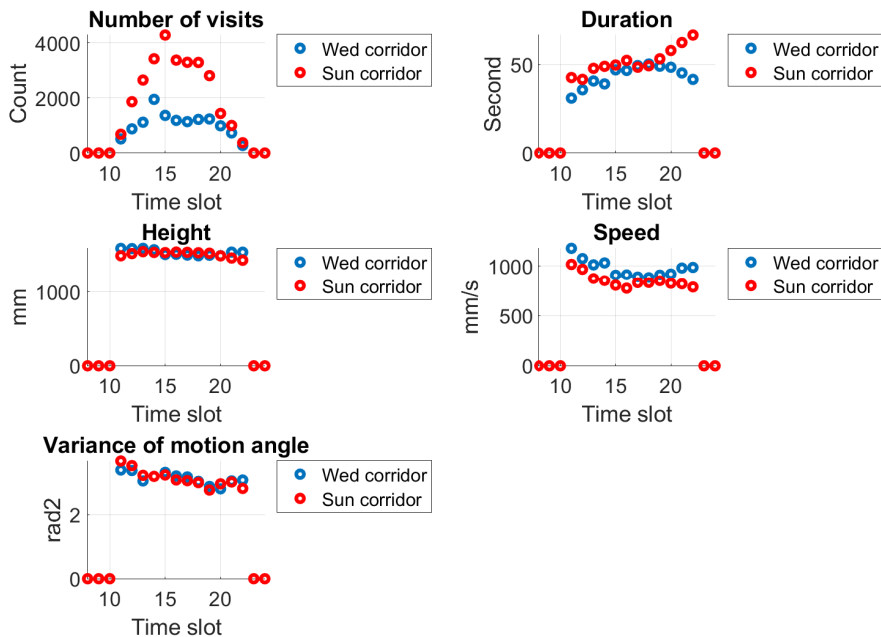 Number of visits
Count
4000
2000
0
10
15
20
Time slot
Wed corridor
Sun corridor
Duration
Second
50
0
10
15
20
Time slot
Wed corridor
Sun corridor
Height
mm
1000
0
10
15
20
Time slot
Wed corridor
Sun corridor
Speed
mm/s
1000
500
0
10
15
20
Time slot
Wed corridor
Sun corridor
Variance of motion angle
rad2
2
0
10
15
20
Time slot
Wed corridor
Sun corridor